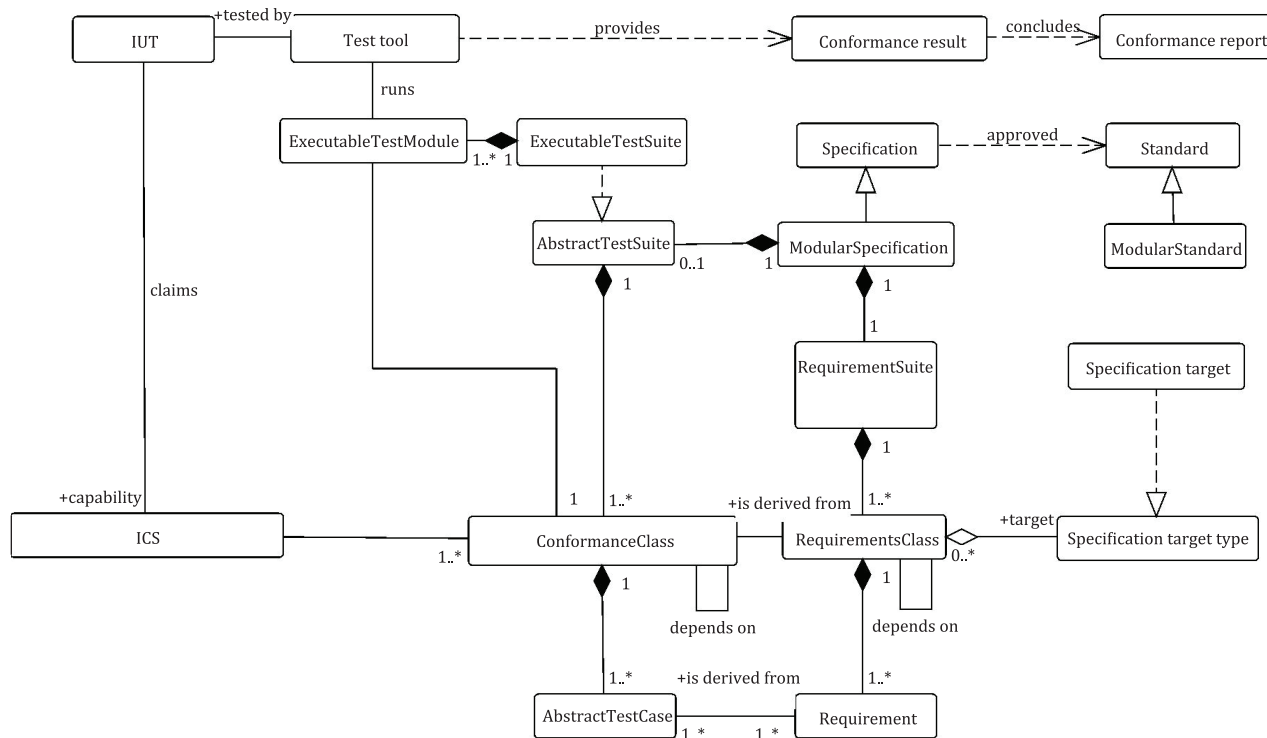 +tested by
IUT
Test tool
provides
Conformance result
concludes
Conformance report
runs
ExecutableTestModule
1..*
1
ExecutableTestSuite
Specification
approved
Standard
AbstractTestSuite
0..1
1
ModularSpecification
ModularStandard
1
1
claims
1
RequirementSuite
Specification target
1
+capability
1
1..*
+is derived from
1..*
+target
ICS
1..*
ConformanceClass
RequirementsClass
0..*
Specification target type
1
1
depends on
depends on
1..*
+is derived from
1..*
AbstractTestCase
1..*
1..*
Requirement